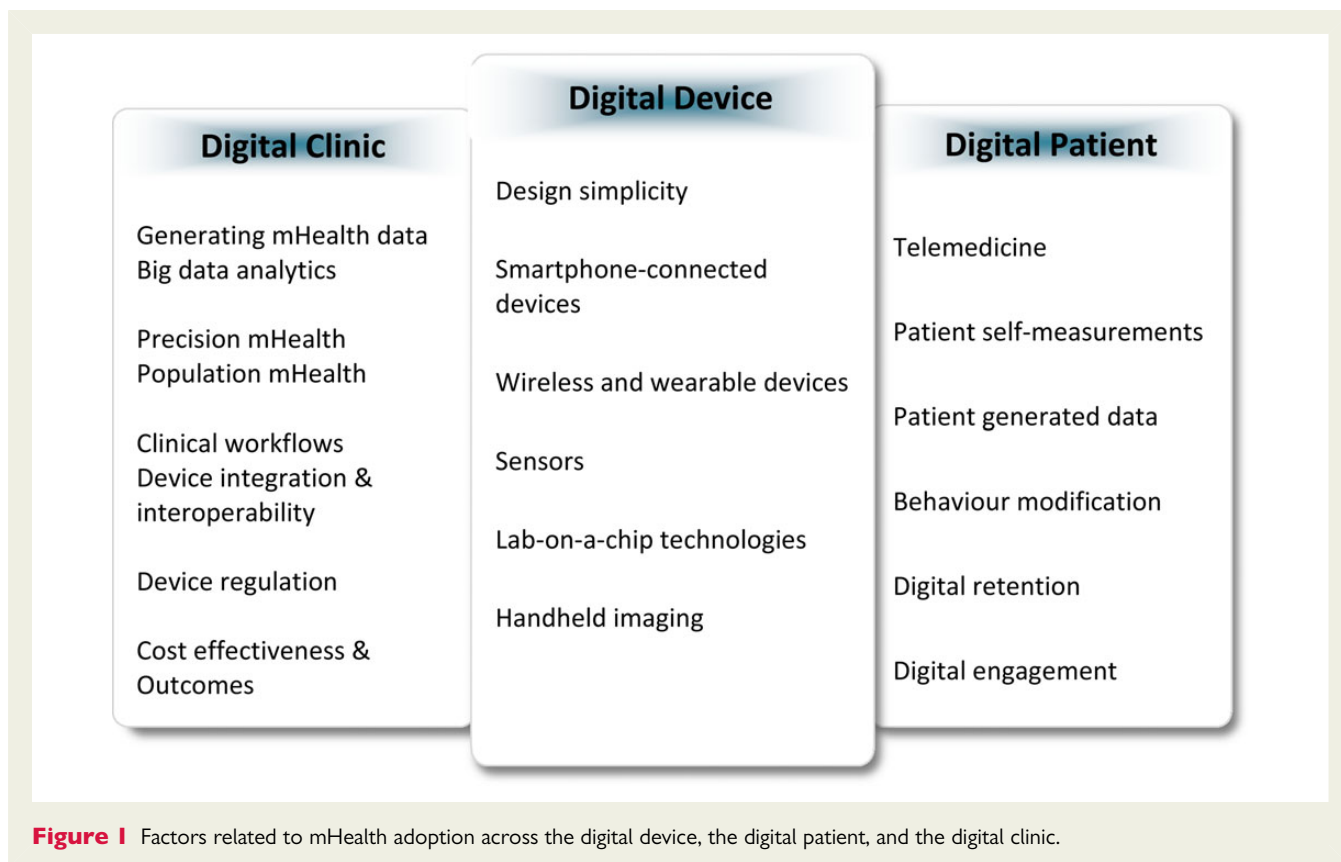 Digital Clinic
Generating mHealth data
Big data analytics
Precision mHealth
Population mHealth
Clinical workflows
Device integration &
interoperability
Device regulation
Cost effectiveness &
Outcomes
Digital Device
Design simplicity
Smartphone-connected
devices
Wireless and wearable devices
Sensors
Lab-on-a-chip technologies
Handheld imaging
Digital Patient
Telemedicine
Patient self-measurements
Patient generated data
Behaviour modification
Digital retention
Digital engagement
Figure 1 Factors related to mHealth adoption across the digital device, the digital patient, and the digital clinic.